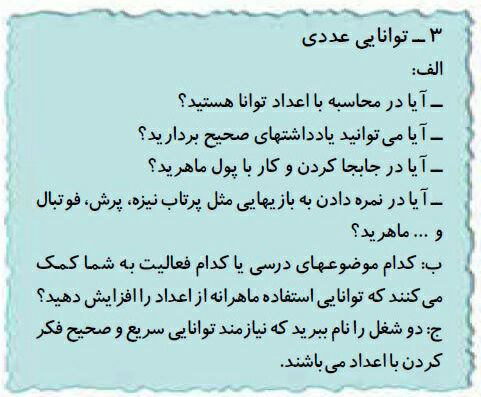 ۳ ــ توانایی عددی
الف:
ــ آیا در محاسبه با اعداد توانا هستید؟
ــ آیا می‌توانید یادداشتهای صحیح بردارید؟
ــ آیا در جابجا کردن و کار با پول ماهرید؟
ــ آیا در نمره دادن به بازیهایی مثل پرتاب نیزه، پرش، فوتبال
و ... ماهرید؟
ب: کدام موضوعهای درسی یا کدام فعالیت به شما کمک
می‌کنند که توانایی استفاده ماهرانه از اعداد را افزایش دهید؟
ج: دو شغل را نام ببرید که نیازمند توانایی سریع و صحیح فکر
کردن با اعداد می‌باشند.